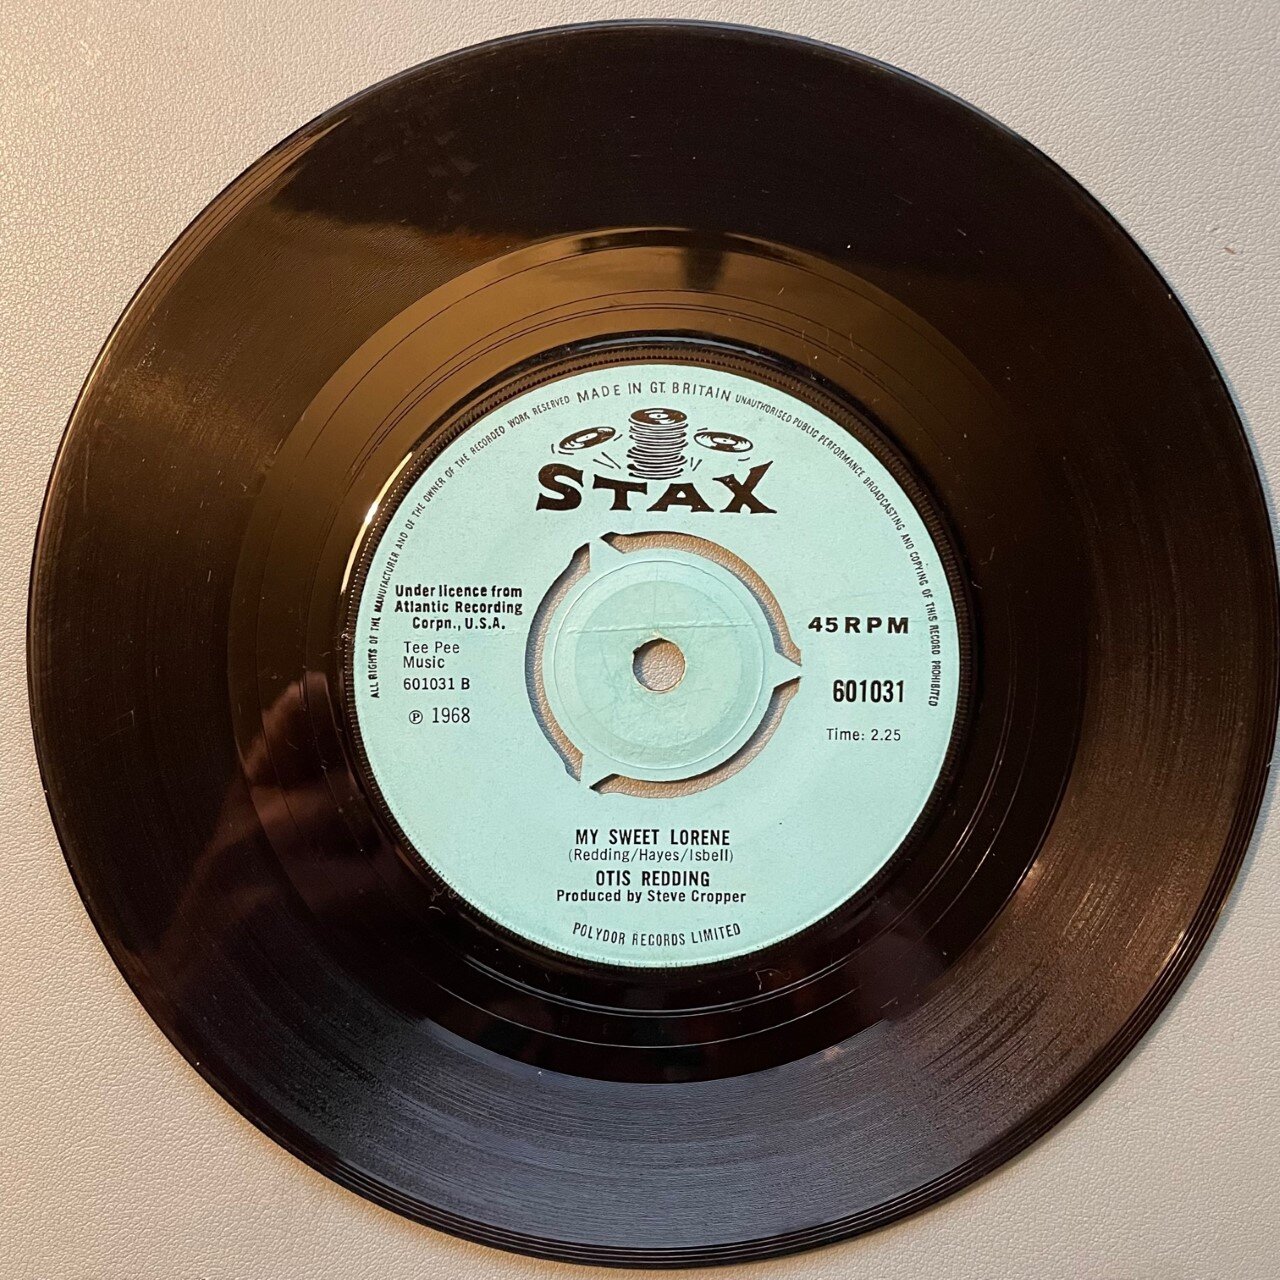 ALL RIGHTS OF THE MANUFACTURER AND OF THE OWNER OF THE RECORDED WORK RESERVED MADE IN GT. BRITAIN UNAUTHORISED PUBLIC PERFORMANCE BROADCASTING AND COPYING OF THIS RECORD PROHIBITED
STAX
Under licence from
Atlantic Recording
Corpn., U.S.A.
Tee Pee
Music
601031 B
℗ 1968
45 RPM
601031
Time: 2.25
MY SWEET LORENE
(Redding/Hayes/Isbell)
OTIS REDDING
Produced by Steve Cropper
POLYDOR RECORDS LIMITED